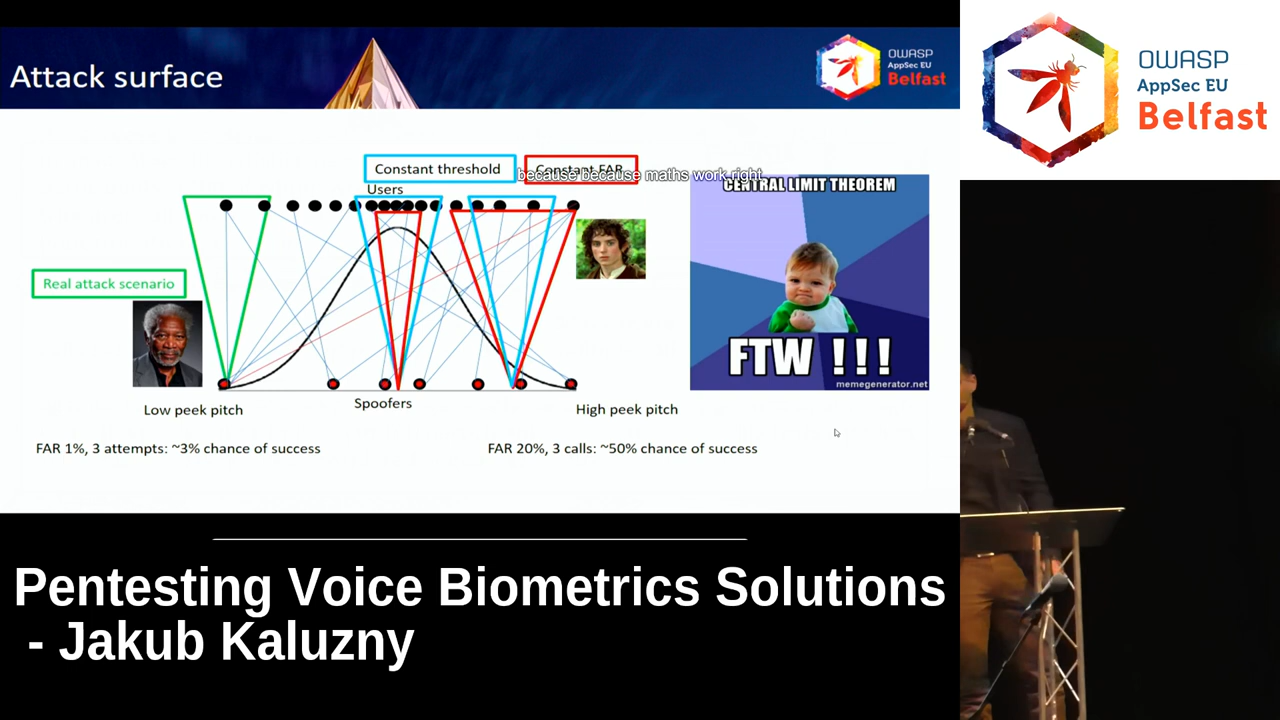 Attack surface
OWASP
AppSec EU
Belfast
OWASP
AppSec EU
Belfast
Constant threshold
Constant FAR
because because maths work right
Users
CENTRAL LIMIT THEOREM
Real attack scenario
FTW !!!
memegenerator.net
Low peek pitch
Spoofers
High peek pitch
FAR 1%, 3 attempts: ~3% chance of success
FAR 20%, 3 calls: ~50% chance of success
Pentesting Voice Biometrics Solutions
- Jakub Kaluzny